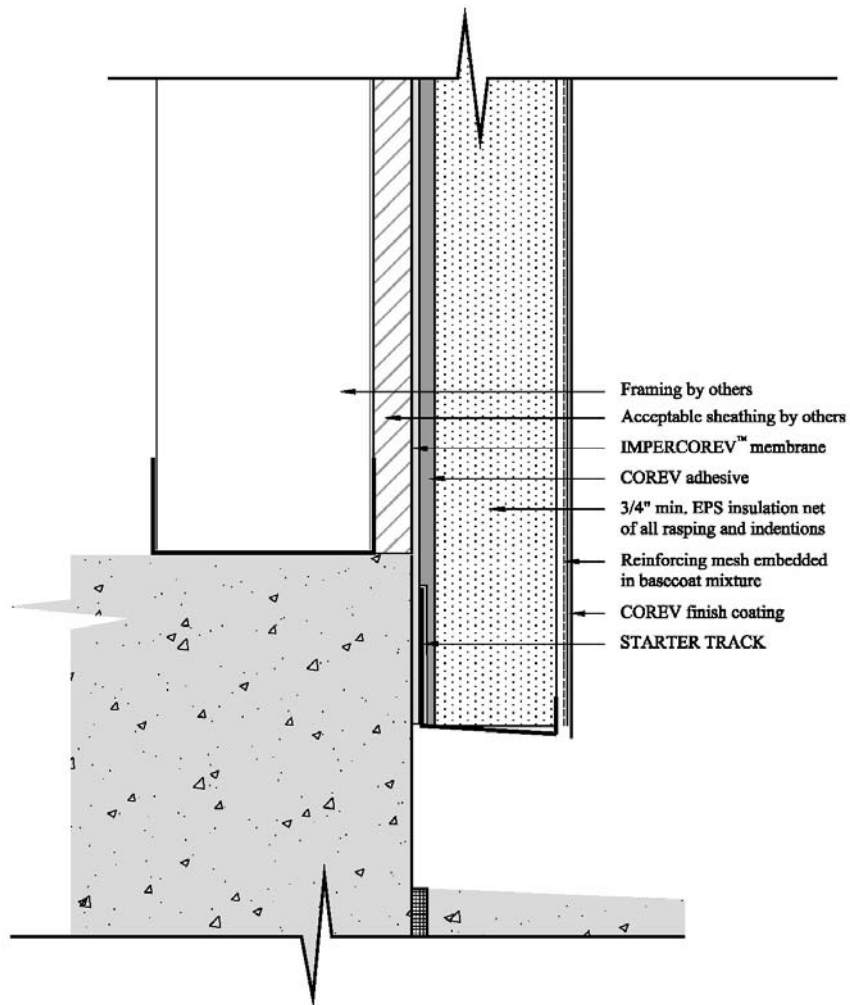 Framing by others
Acceptable sheathing by others
IMPERCOREV™ membrane
COREV adhesive
3/4" min. EPS insulation net
of all rasping and indentions
Reinforcing mesh embedded
in basecoat mixture
COREV finish coating
STARTER TRACK